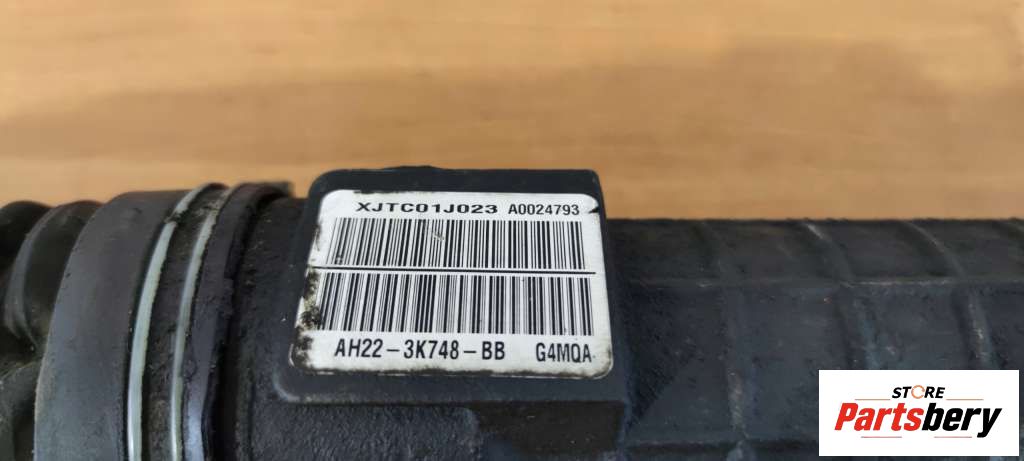 XJTC01J023 A0024793
AH22-3K748-BB G4MQA
STORE
Partsbery